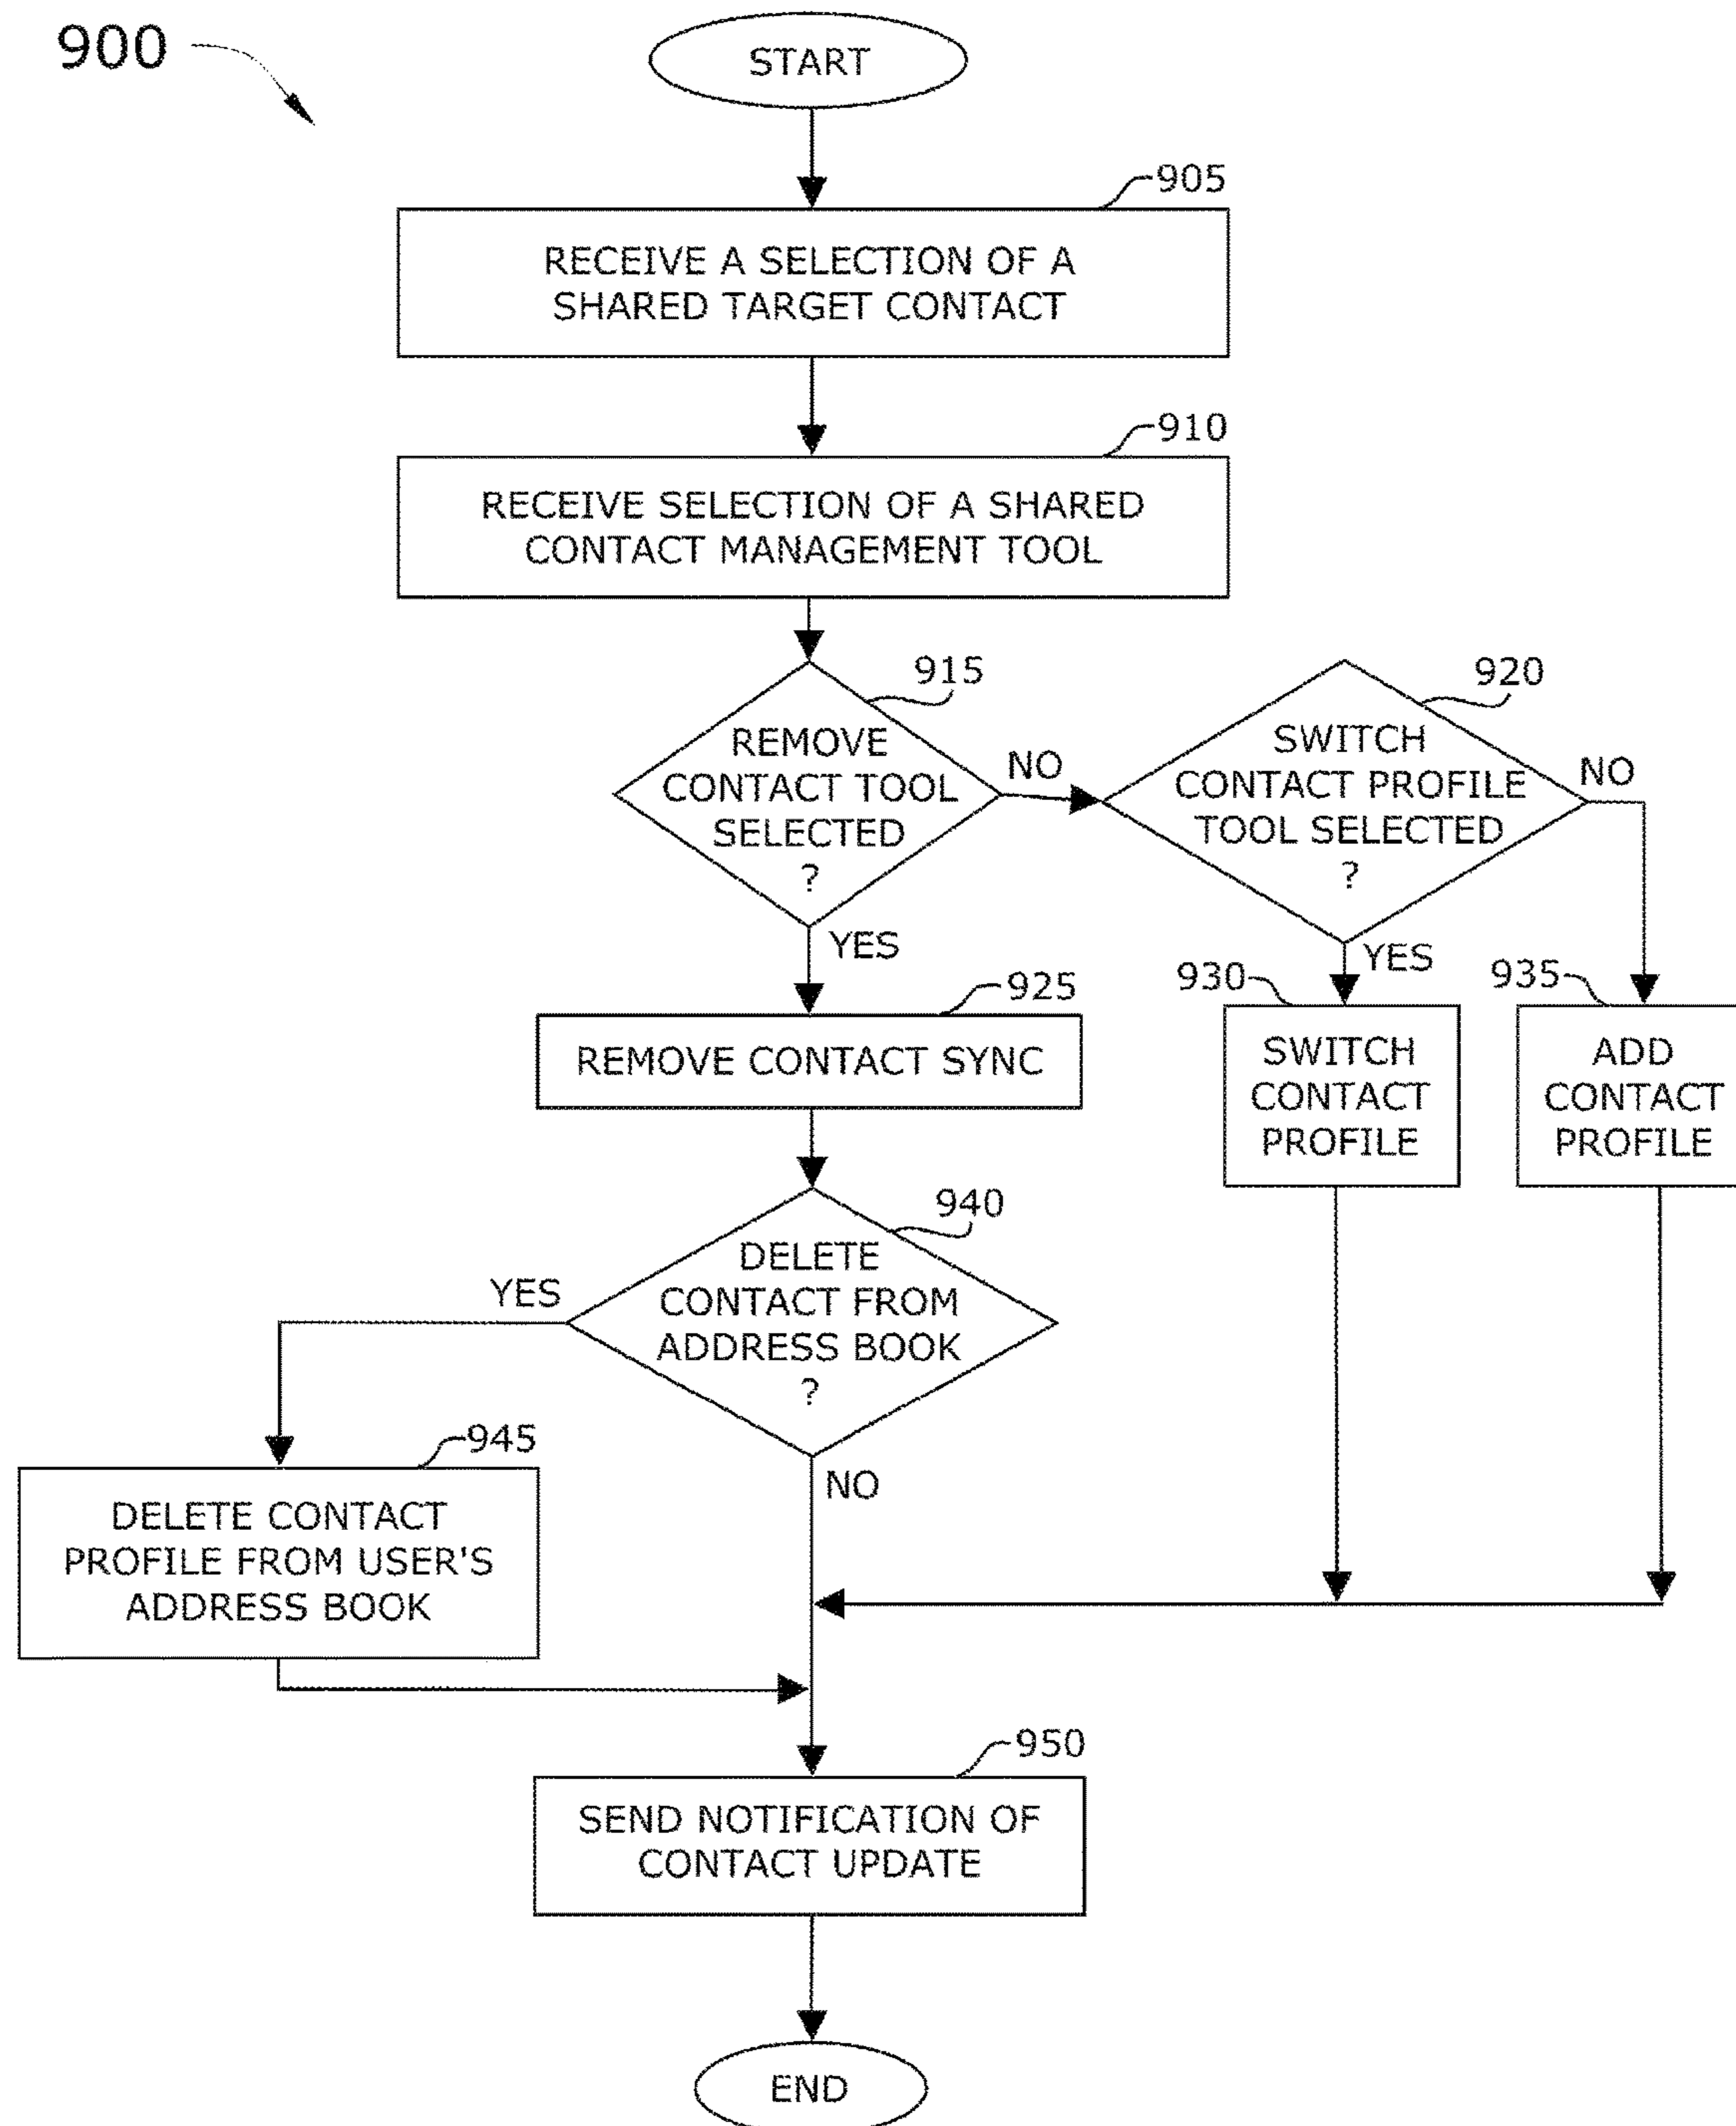 900
START
905
RECEIVE A SELECTION OF A
SHARED TARGET CONTACT
910
RECEIVE SELECTION OF A SHARED
CONTACT MANAGEMENT TOOL
915
REMOVE
CONTACT TOOL
SELECTED
?
NO
920
SWITCH
CONTACT PROFILE
TOOL SELECTED
?
NO
YES
YES
925
REMOVE CONTACT SYNC
930
SWITCH
CONTACT
PROFILE
935
ADD
CONTACT
PROFILE
940
DELETE
CONTACT FROM
ADDRESS BOOK
?
YES
NO
945
DELETE CONTACT
PROFILE FROM USER'S
ADDRESS BOOK
950
SEND NOTIFICATION OF
CONTACT UPDATE
END